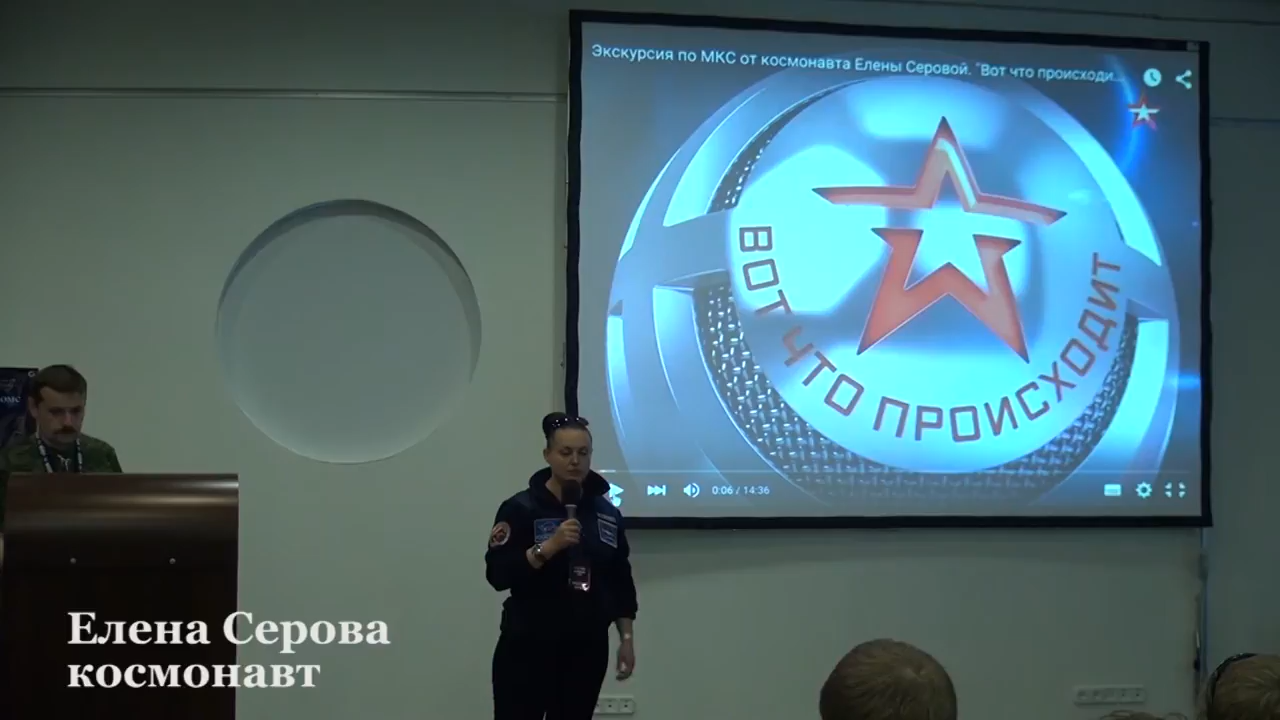 Экскурсия по МКС от космонавта Елены Серовой. "Вот что происходи...
ВОТ ЧТО ПРОИСХОДИТ
0:06 / 14:36
Елена Серова
космонавт